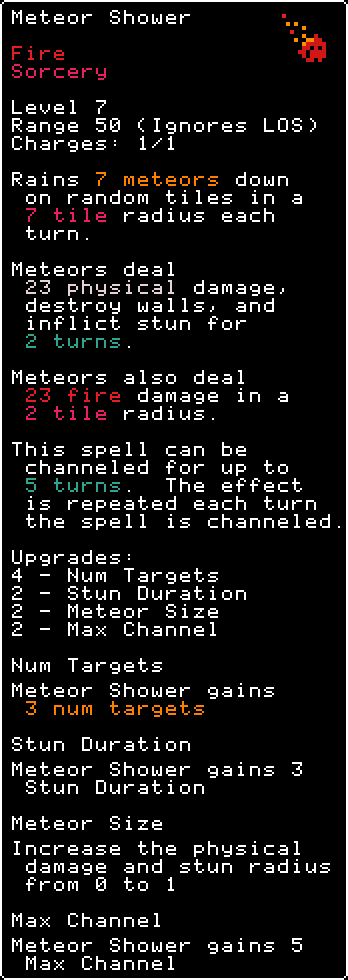 Meteor Shower
Fire
Sorcery
Level 7
Range 50 (Ignores LOS)
Charges: 1/1
Rains 7 meteors down
on random tiles in a
7 tile radius each
turn.
Meteors deal
23 physical damage,
destroy walls, and
inflict stun for
2 turns.
Meteors also deal
23 fire damage in a
2 tile radius.
This spell can be
channeled for up to
5 turns. The effect
is repeated each turn
the spell is channeled.
Upgrades:
4 - Num Targets
2 - Stun Duration
2 - Meteor Size
2 - Max Channel
Num Targets
Meteor Shower gains
3 num targets
Stun Duration
Meteor Shower gains 3
Stun Duration
Meteor Size
Increase the physical
damage and stun radius
from 0 to 1
Max Channel
Meteor Shower gains 5
Max Channel